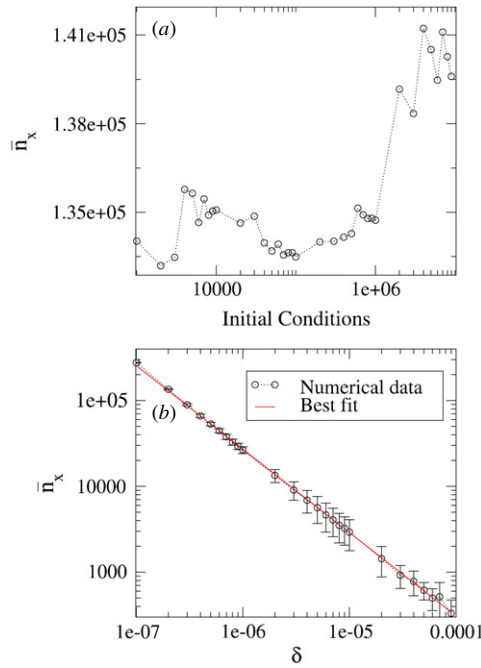 (a)
1.41e+05
1.38e+05
1.35e+05
n̄x
10000
1e+06
Initial Conditions
(b)
Numerical data
Best fit
1e+05
10000
1000
n̄x
1e-07
1e-06
1e-05
0.0001
δ